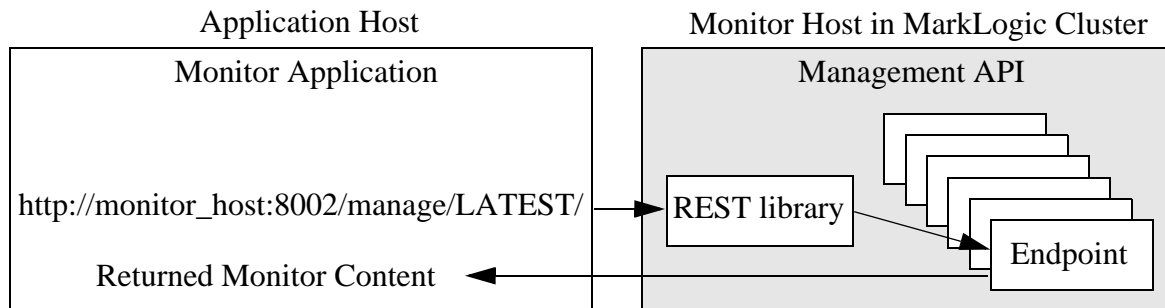 Application Host
Monitor Host in MarkLogic Cluster
Monitor Application
Management API
http://monitor_host:8002/manage/LATEST/
REST library
Endpoint
Returned Monitor Content